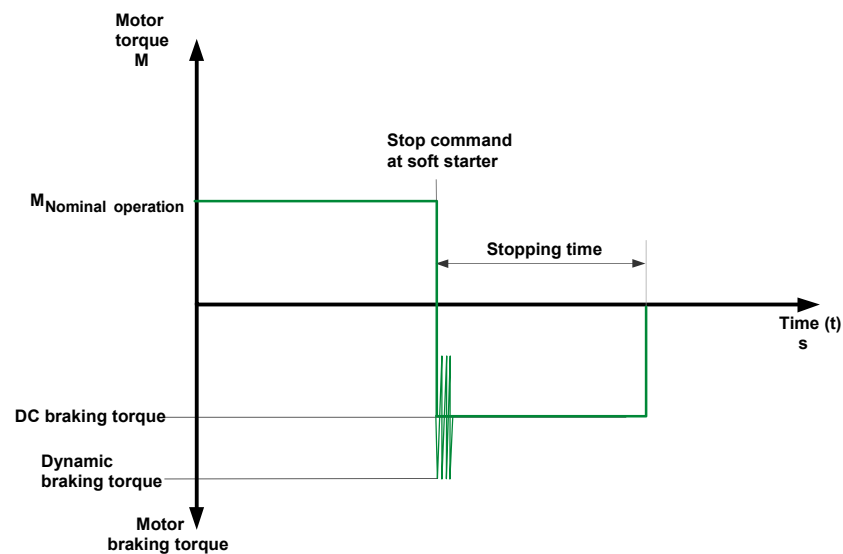 Motor
torque
M
Stop command
at soft starter
M Nominal operation
Stopping time
Time (t)
s
DC braking torque
Dynamic
braking torque
Motor
braking torque